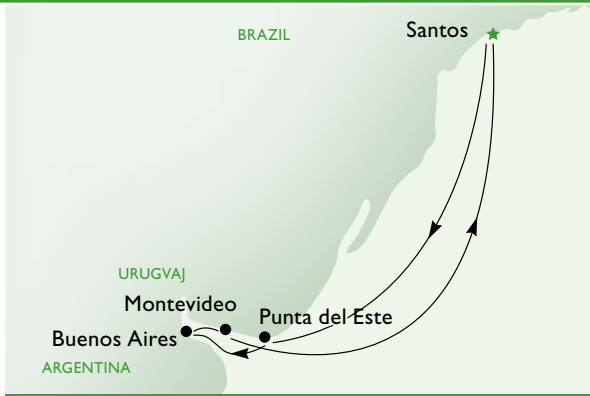 Santos
BRAZIL
URUGVAJ
Montevideo
Punta del Este
Buenos Aires
ARGENTINA